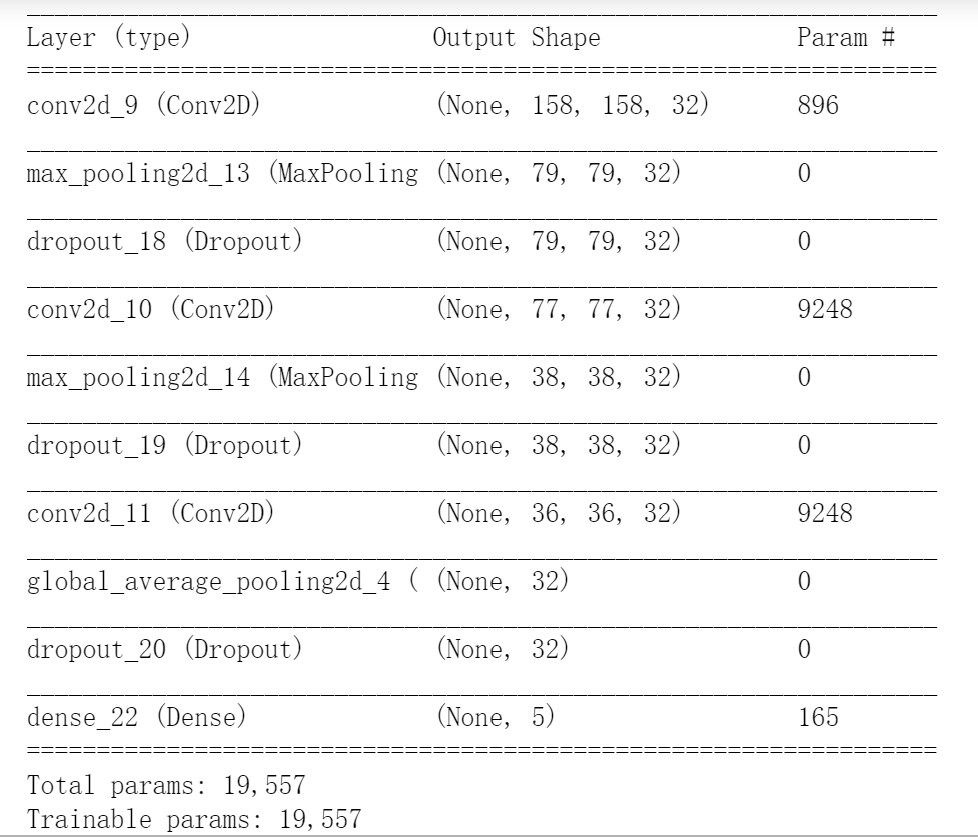 Layer (type) Output Shape Param #
=================================================================
conv2d_9 (Conv2D) (None, 158, 158, 32) 896
max_pooling2d_13 (MaxPooling (None, 79, 79, 32) 0
dropout_18 (Dropout) (None, 79, 79, 32) 0
conv2d_10 (Conv2D) (None, 77, 77, 32) 9248
max_pooling2d_14 (MaxPooling (None, 38, 38, 32) 0
dropout_19 (Dropout) (None, 38, 38, 32) 0
conv2d_11 (Conv2D) (None, 36, 36, 32) 9248
global_average_pooling2d_4 ( (None, 32) 0
dropout_20 (Dropout) (None, 32) 0
dense_22 (Dense) (None, 5) 165
=================================================================
Total params: 19,557
Trainable params: 19,557